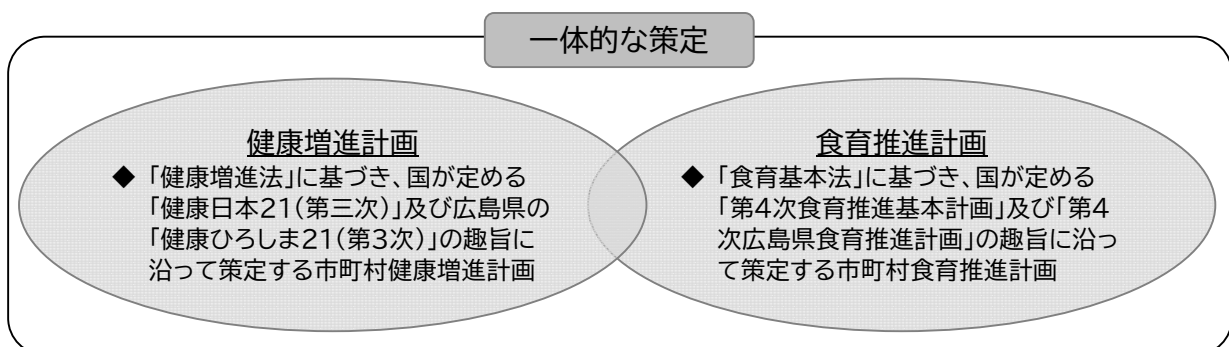 一体的な策定
健康増進計画
◆ 「健康増進法」に基づき、国が定める
「健康日本21(第三次)」及び広島県の
「健康ひろしま21(第3次)」の趣旨に
沿って策定する市町村健康増進計画
食育推進計画
◆ 「食育基本法」に基づき、国が定める
「第4次食育推進基本計画」及び「第4
次広島県食育推進計画」の趣旨に沿っ
て策定する市町村食育推進計画